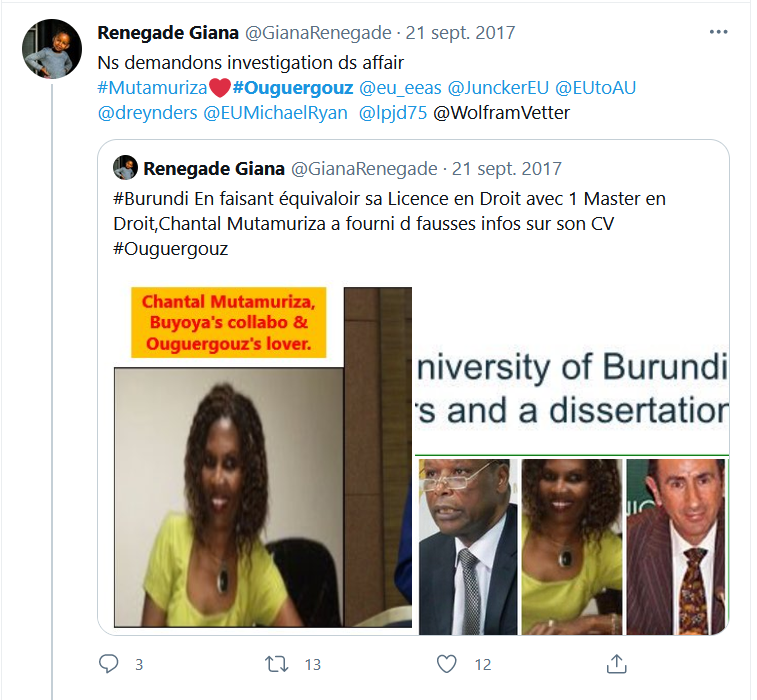 Renegade Giana @GianaRenegade · 21 sept. 2017
Ns demandons investigation ds affair
#Mutamuriza❤️#Ouguergouz @eu_eeas @JunckerEU @EUtoAU
@dreynders @EUMichaelRyan @lpjd75 @WolframVetter
Renegade Giana @GianaRenegade · 21 sept. 2017
#Burundi En faisant équivaloir sa Licence en Droit avec 1 Master en
Droit,Chantal Mutamuriza a fourni d fausses infos sur son CV
#Ouguergouz
Chantal Mutamuriza,
Buyoya's collabo &
Ouguergouz's lover.
niversity of Burundi
rs and a dissertation
3 13 12